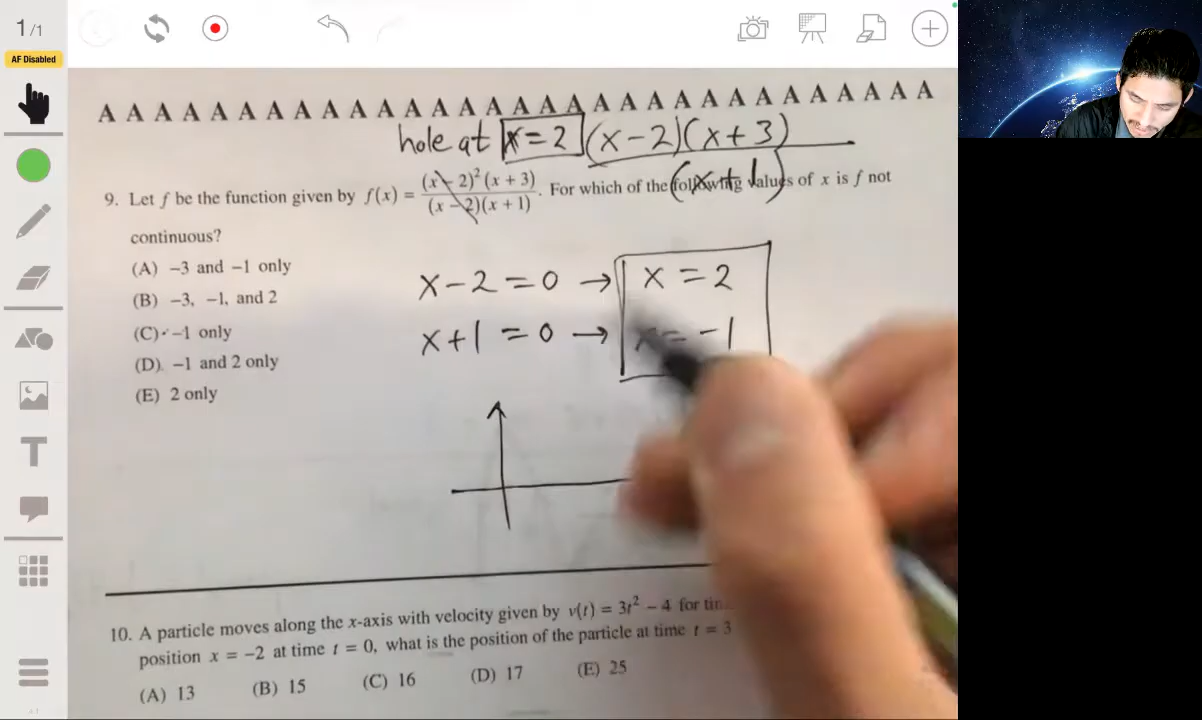 1/1
AF Disabled
A A A A A A A A A A A A A A A A A A A A A A A A A A A A A A A
hole at x = 2 (x - 2)(x + 3)
(x + 1)
9. Let f be the function given by f(x) = (x - 2)² (x + 3) / (x - 2)(x + 1). For which of the following values of x is f not
continuous?
(A) -3 and -1 only
(B) -3, -1, and 2
(C) -1 only
(D) -1 and 2 only
(E) 2 only
x - 2 = 0 → x = 2
x + 1 = 0 → x = -1
10. A particle moves along the x-axis with velocity given by v(t) = 3t² - 4 for
position x = -2 at time t = 0, what is the position of the particle at time t = 3
(A) 13 (B) 15 (C) 16 (D) 17 (E) 25
T